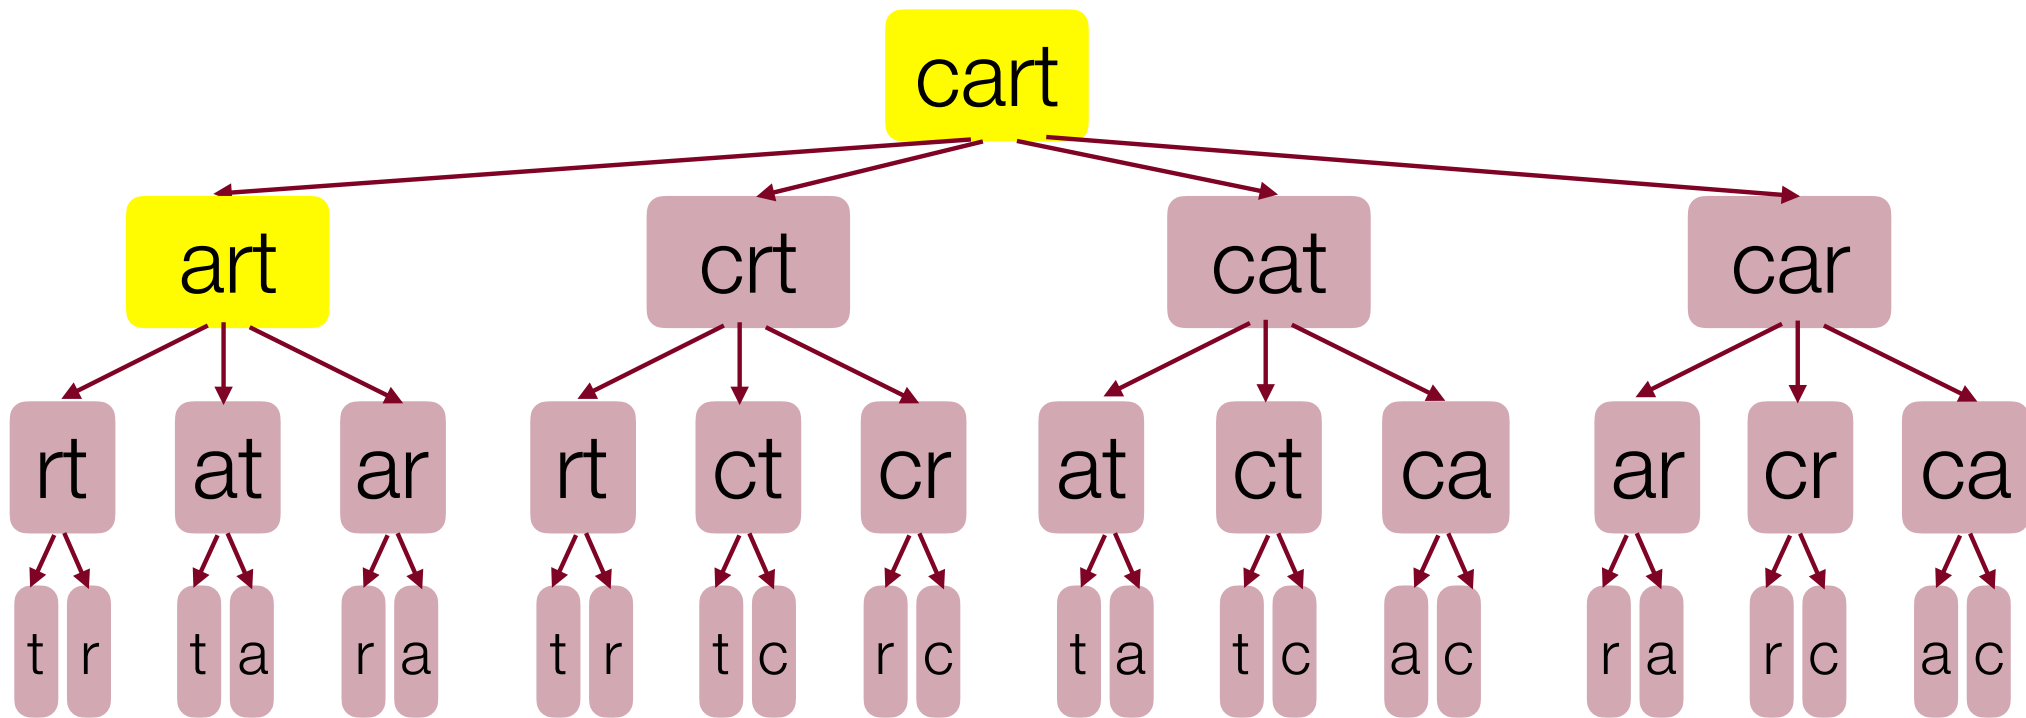 cart
art crt cat car
rt at ar rt ct cr at ct ca ar cr ca
t r t a r a t r t c r c t a t c a c r a r c a c